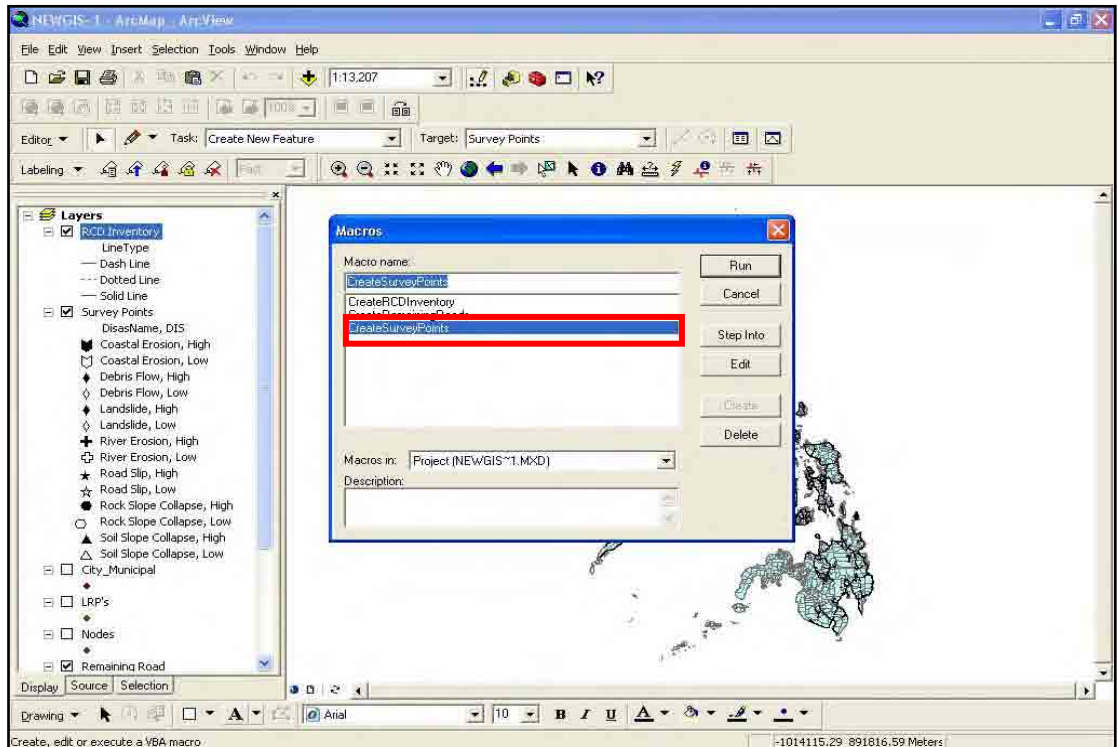 NEWGIS~1 - ArcMap - ArcView
File Edit View Insert Selection Tools Window Help
1:13,207
100%
Editor Task: Create New Feature Target: Survey Points
Labeling Fast
Layers
RCD Inventory
LineType
Dash Line
Dotted Line
Solid Line
Survey Points
DisasName, DIS
Coastal Erosion, High
Coastal Erosion, Low
Debris Flow, High
Debris Flow, Low
Landslide, High
Landslide, Low
River Erosion, High
River Erosion, Low
Road Slip, High
Road Slip, Low
Rock Slope Collapse, High
Rock Slope Collapse, Low
Soil Slope Collapse, High
Soil Slope Collapse, Low
City_Municipal
LRP's
Nodes
Remaining Road
Display Source Selection
Macros
Macro name:
CreateSurveyPoints
CreateRCDInventory
CreateRemainingRoads
CreateSurveyPoints
Run
Cancel
Step Into
Edit
Create
Delete
Macros in: Project (NEWGIS~1.MXD)
Description:
Drawing A Arial 10 B I U A
Create, edit or execute a VBA macro
-1014115.29 891816.59 Meters